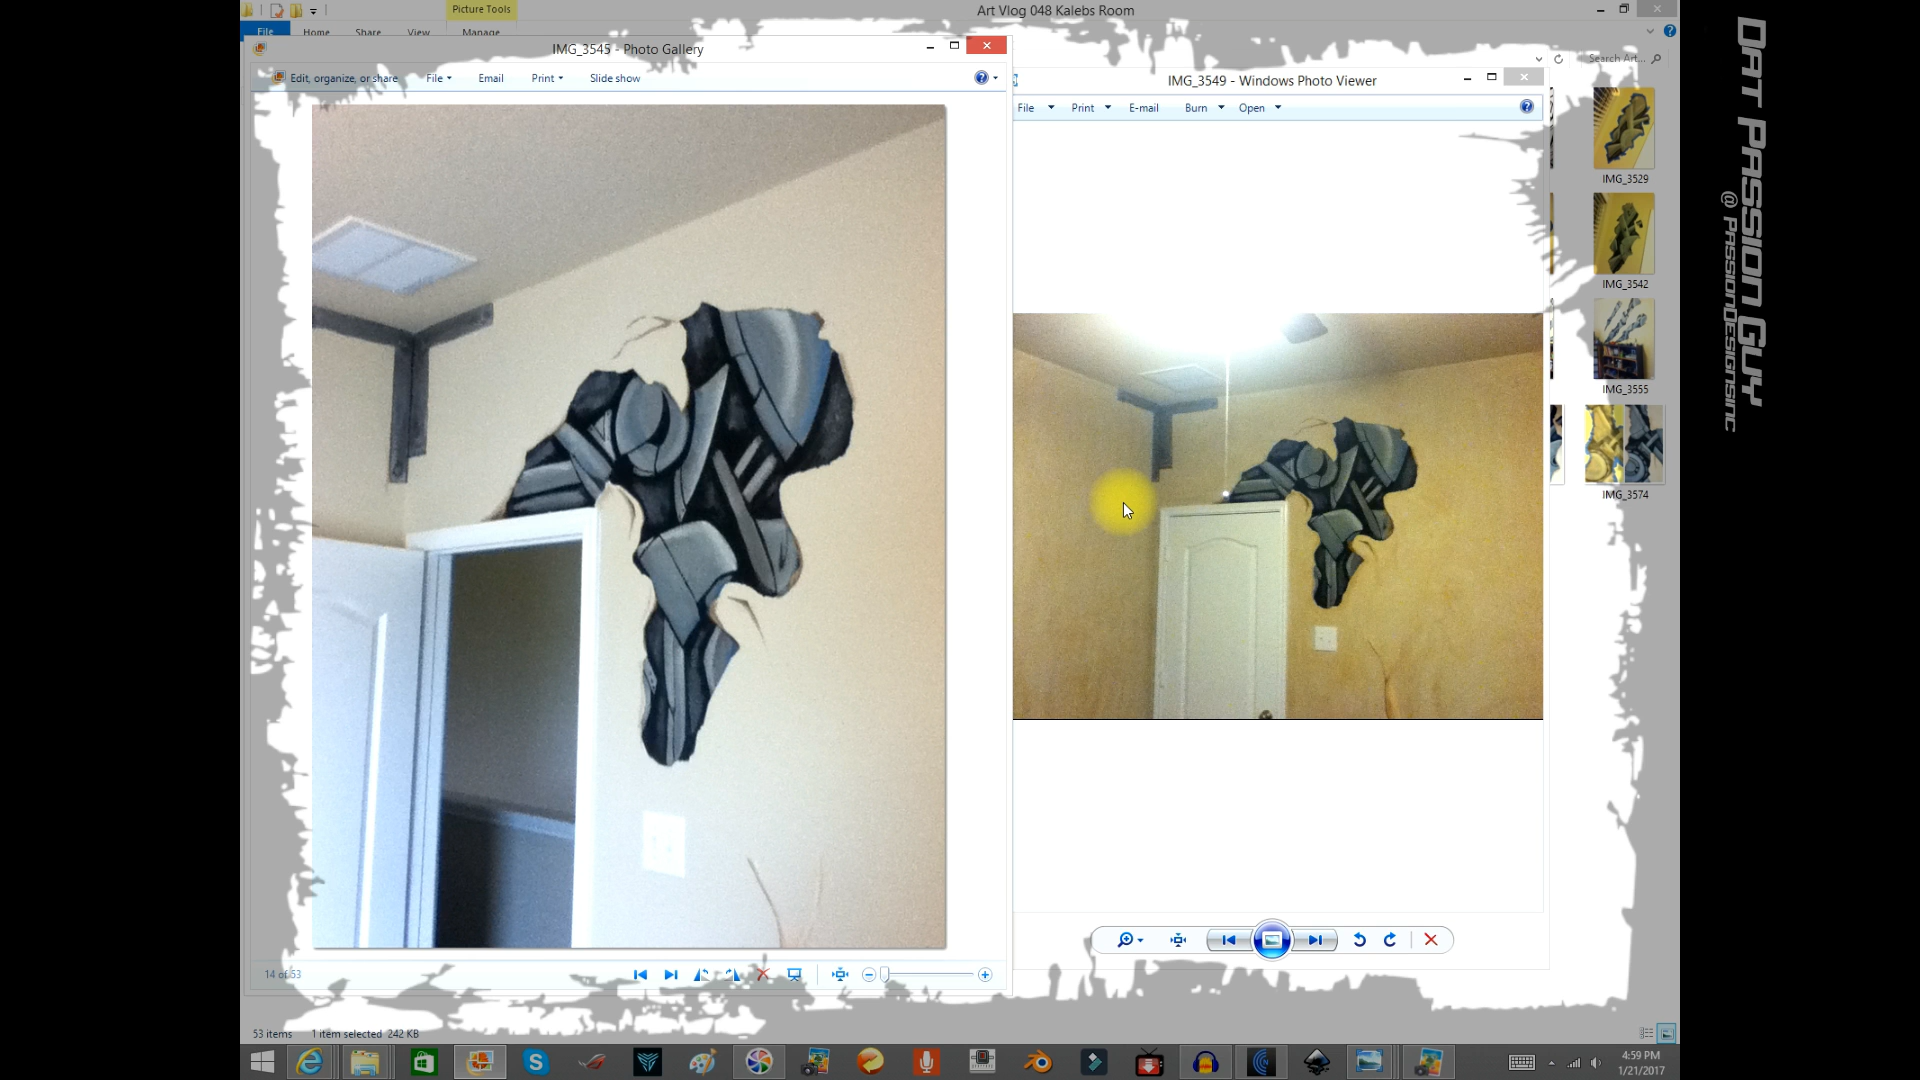 Picture Tools
Art Vlog 048 Kalebs Room
File Home Share View Manage
IMG_3545 - Photo Gallery
Edit, organize, or share File Email Print Slide show
Search Art...
IMG_3549 - Windows Photo Viewer
File Print E-mail Burn Open
IMG_3529
IMG_3542
IMG_3555
IMG_3574
14 of 53
53 items 1 item selected 242 KB
4:59 PM
1/21/2017
Dat Passion Guy
@ PassionDesignsInc